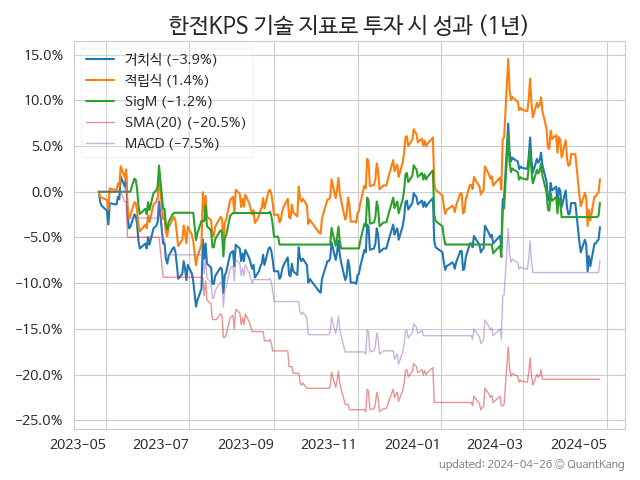 한전KPS 기술 지표로 투자 시 성과 (1년)
거치식 (−3.9%)
적립식 (1.4%)
SigM (−1.2%)
SMA(20) (−20.5%)
MACD (−7.5%)
15.0%
10.0%
5.0%
0.0%
−5.0%
−10.0%
−15.0%
−20.0%
−25.0%
2023-05 2023-07 2023-09 2023-11 2024-01 2024-03 2024-05
updated: 2024-04-26 © QuantKang